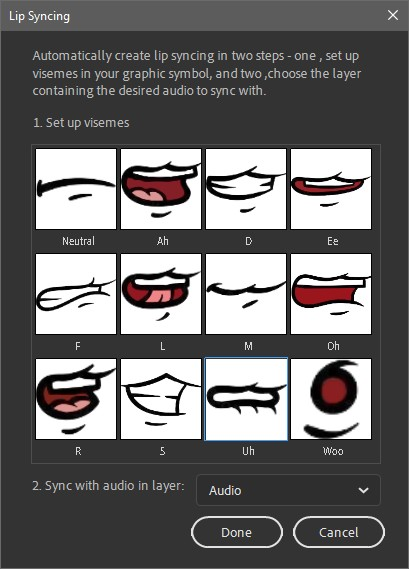 Lip Syncing
Automatically create lip syncing in two steps - one , set up
visemes in your graphic symbol, and two ,choose the layer
containing the desired audio to sync with.
1. Set up visemes
Neutral Ah D Ee
F L M Oh
R S Uh Woo
2. Sync with audio in layer: Audio
Done Cancel